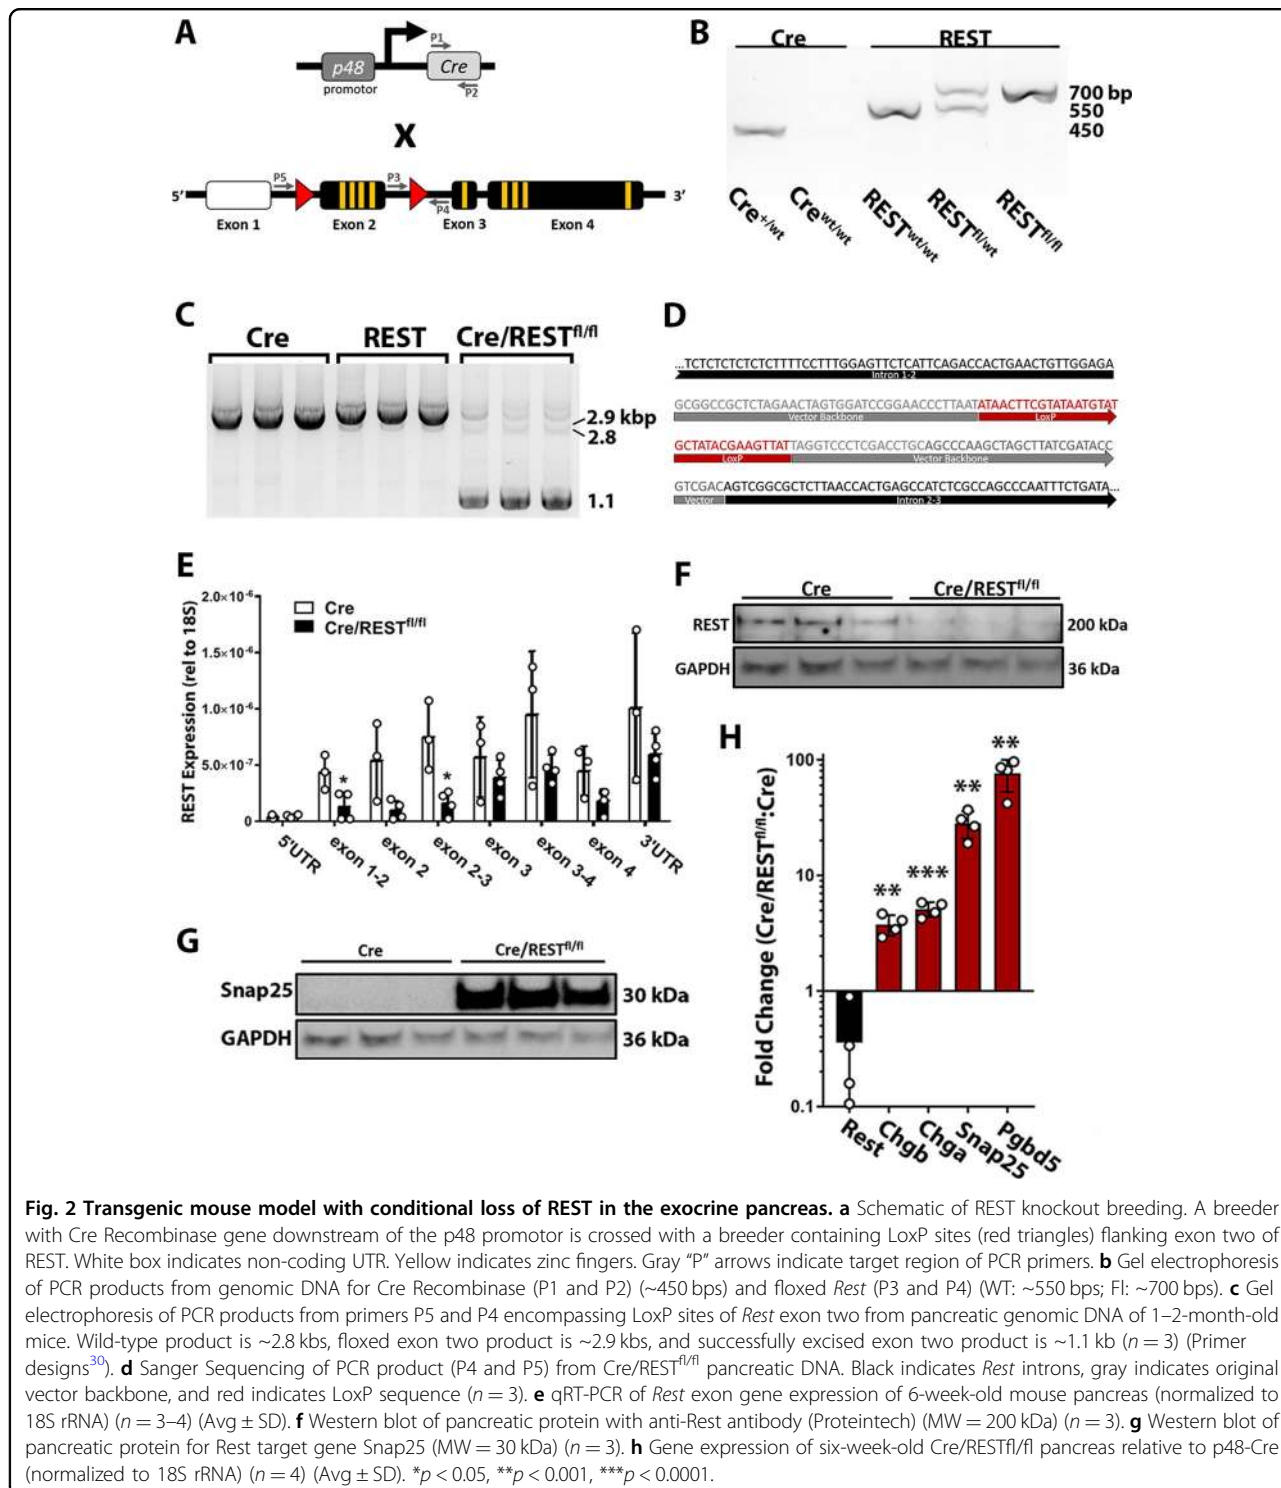 A
P1
p48
Cre
promotor
P2
X
5'
P5
P3
P4
3'
Exon 1
Exon 2
Exon 3
Exon 4
B
Cre
REST
700 bp
550
450
Cre+/wt
Crewt/wt
RESTwt/wt
RESTfl/wt
RESTfl/fl
C
Cre
REST
Cre/RESTfl/fl
2.9 kbp
2.8
1.1
D
...TCTCTCTCTCTCTTTTCCTTTGGAGTTCTCATTCAGACCACTGAACTGTTGGAGA
Intron 1-2
GCGGCCGCTCTAGAACTAGTGGATCCGGAACCCTTAATATAACTTCGTATAATGTAT
Vector Backbone
LoxP
GCTATACGAAGTTATTAGGTCCCTCGACCTGCAGCCCAAGCTAGCTTATCGATACC
LoxP
Vector Backbone
GTCGACAGTCGGCGCTCTTAACCACTGAGCCATCTCGCCAGCCCAATTTCTGATA...
Vector
Intron 2-3
E
REST Expression (rel to 18S)
2.0×10-6
1.5×10-6
1.0×10-6
5.0×10-7
0
Cre
Cre/RESTfl/fl
*
*
5'UTR
exon 1-2
exon 2
exon 2-3
exon 3
exon 3-4
exon 4
3'UTR
F
Cre
Cre/RESTfl/fl
REST
200 kDa
GAPDH
36 kDa
G
Cre
Cre/RESTfl/fl
Snap25
30 kDa
GAPDH
36 kDa
H
Fold Change (Cre/RESTfl/fl:Cre)
100
10
1
0.1
**
***
**
**
Rest
Chgb
Chga
Snap25
Pgbd5
Fig. 2 Transgenic mouse model with conditional loss of REST in the exocrine pancreas. a Schematic of REST knockout breeding. A breeder
with Cre Recombinase gene downstream of the p48 promotor is crossed with a breeder containing LoxP sites (red triangles) flanking exon two of
REST. White box indicates non-coding UTR. Yellow indicates zinc fingers. Gray "P" arrows indicate target region of PCR primers. b Gel electrophoresis
of PCR products from genomic DNA for Cre Recombinase (P1 and P2) (~450 bps) and floxed Rest (P3 and P4) (WT: ~550 bps; Fl: ~700 bps). c Gel
electrophoresis of PCR products from primers P5 and P4 encompassing LoxP sites of Rest exon two from pancreatic genomic DNA of 1–2-month-old
mice. Wild-type product is ~2.8 kbs, floxed exon two product is ~2.9 kbs, and successfully excised exon two product is ~1.1 kb (n = 3) (Primer
designs30). d Sanger Sequencing of PCR product (P4 and P5) from Cre/RESTfl/fl pancreatic DNA. Black indicates Rest introns, gray indicates original
vector backbone, and red indicates LoxP sequence (n = 3). e qRT-PCR of Rest exon gene expression of 6-week-old mouse pancreas (normalized to
18S rRNA) (n = 3–4) (Avg ± SD). f Western blot of pancreatic protein with anti-Rest antibody (Proteintech) (MW = 200 kDa) (n = 3). g Western blot of
pancreatic protein for Rest target gene Snap25 (MW = 30 kDa) (n = 3). h Gene expression of six-week-old Cre/RESTfl/fl pancreas relative to p48-Cre
(normalized to 18S rRNA) (n = 4) (Avg ± SD). *p < 0.05, **p < 0.001, ***p < 0.0001.